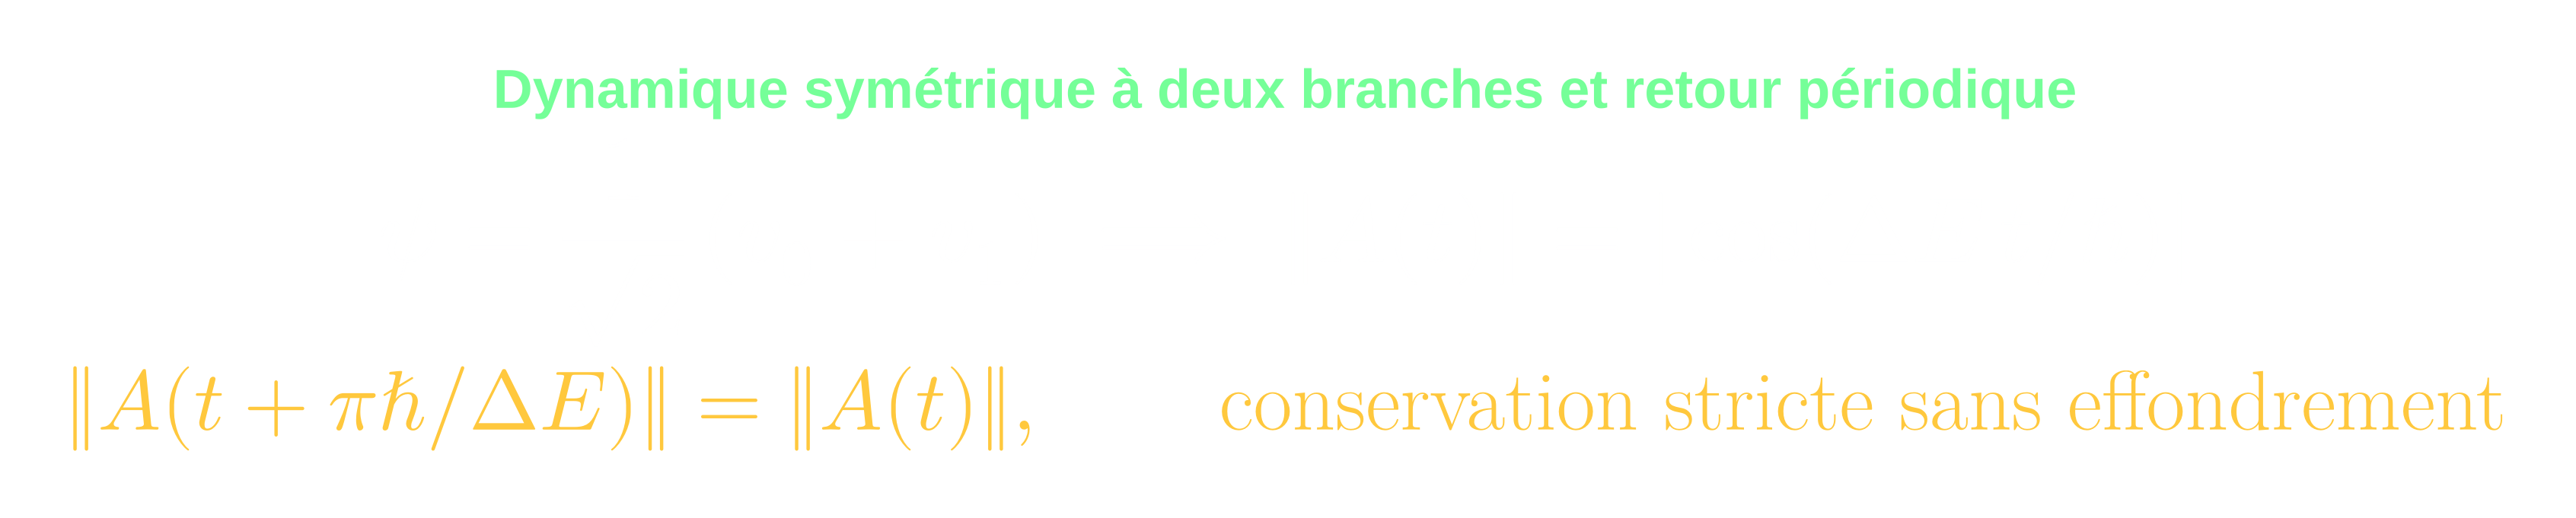 Dynamique symétrique à deux branches et retour périodique
‖A(t + πℏ/ΔE)‖ = ‖A(t)‖, conservation stricte sans effondrement